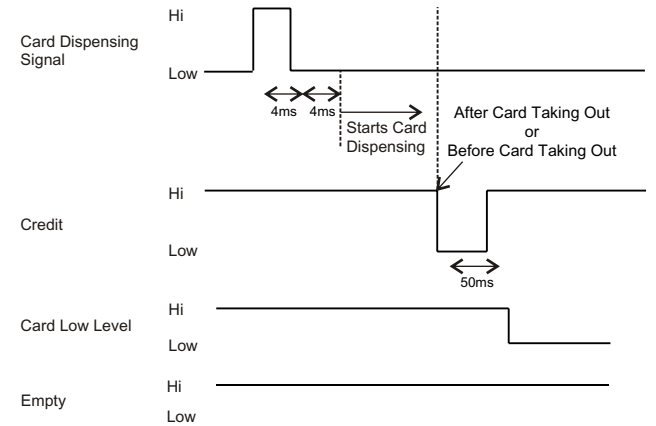 Hi
Card Dispensing
Signal
Low
4ms 4ms
Starts Card
Dispensing
After Card Taking Out
or
Before Card Taking Out
Hi
Credit
Low
50ms
Hi
Card Low Level
Low
Hi
Empty
Low